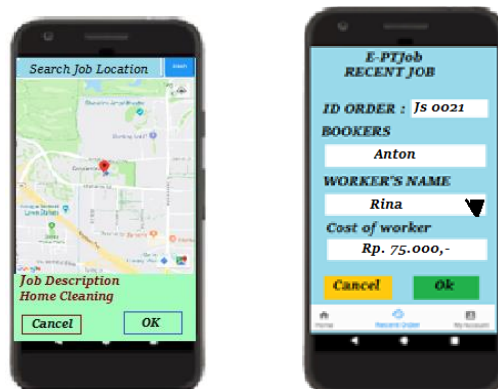 Search Job Location
Google
Job Description
Home Cleaning
Cancel
OK
E-PTJob
RECENT JOB
ID ORDER : Js 0021
BOOKERS
Anton
WORKER'S NAME
Rina
Cost of worker
Rp. 75.000,-
Cancel
Ok
Home
Recent Order
My Account